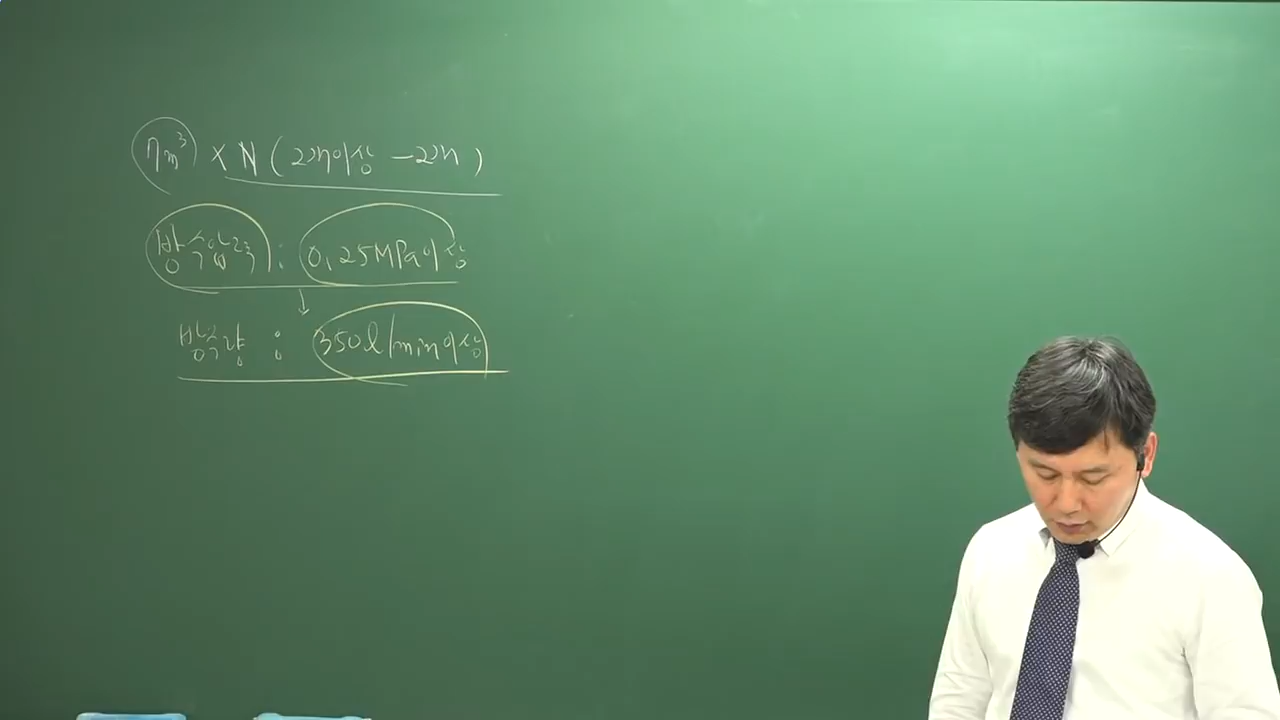 7m³ × N ( 2개이상 - 2개 )
방수압력 : 0.25MPa이상
↓
방수량 : 350l/min이상